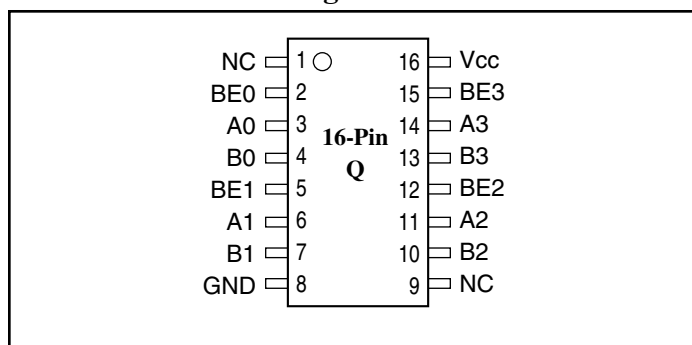 NC 1 16 Vcc
BE0 2 15 BE3
A0 3 14 A3
B0 4 16-Pin 13 B3
BE1 5 Q 12 BE2
A1 6 11 A2
B1 7 10 B2
GND 8 9 NC